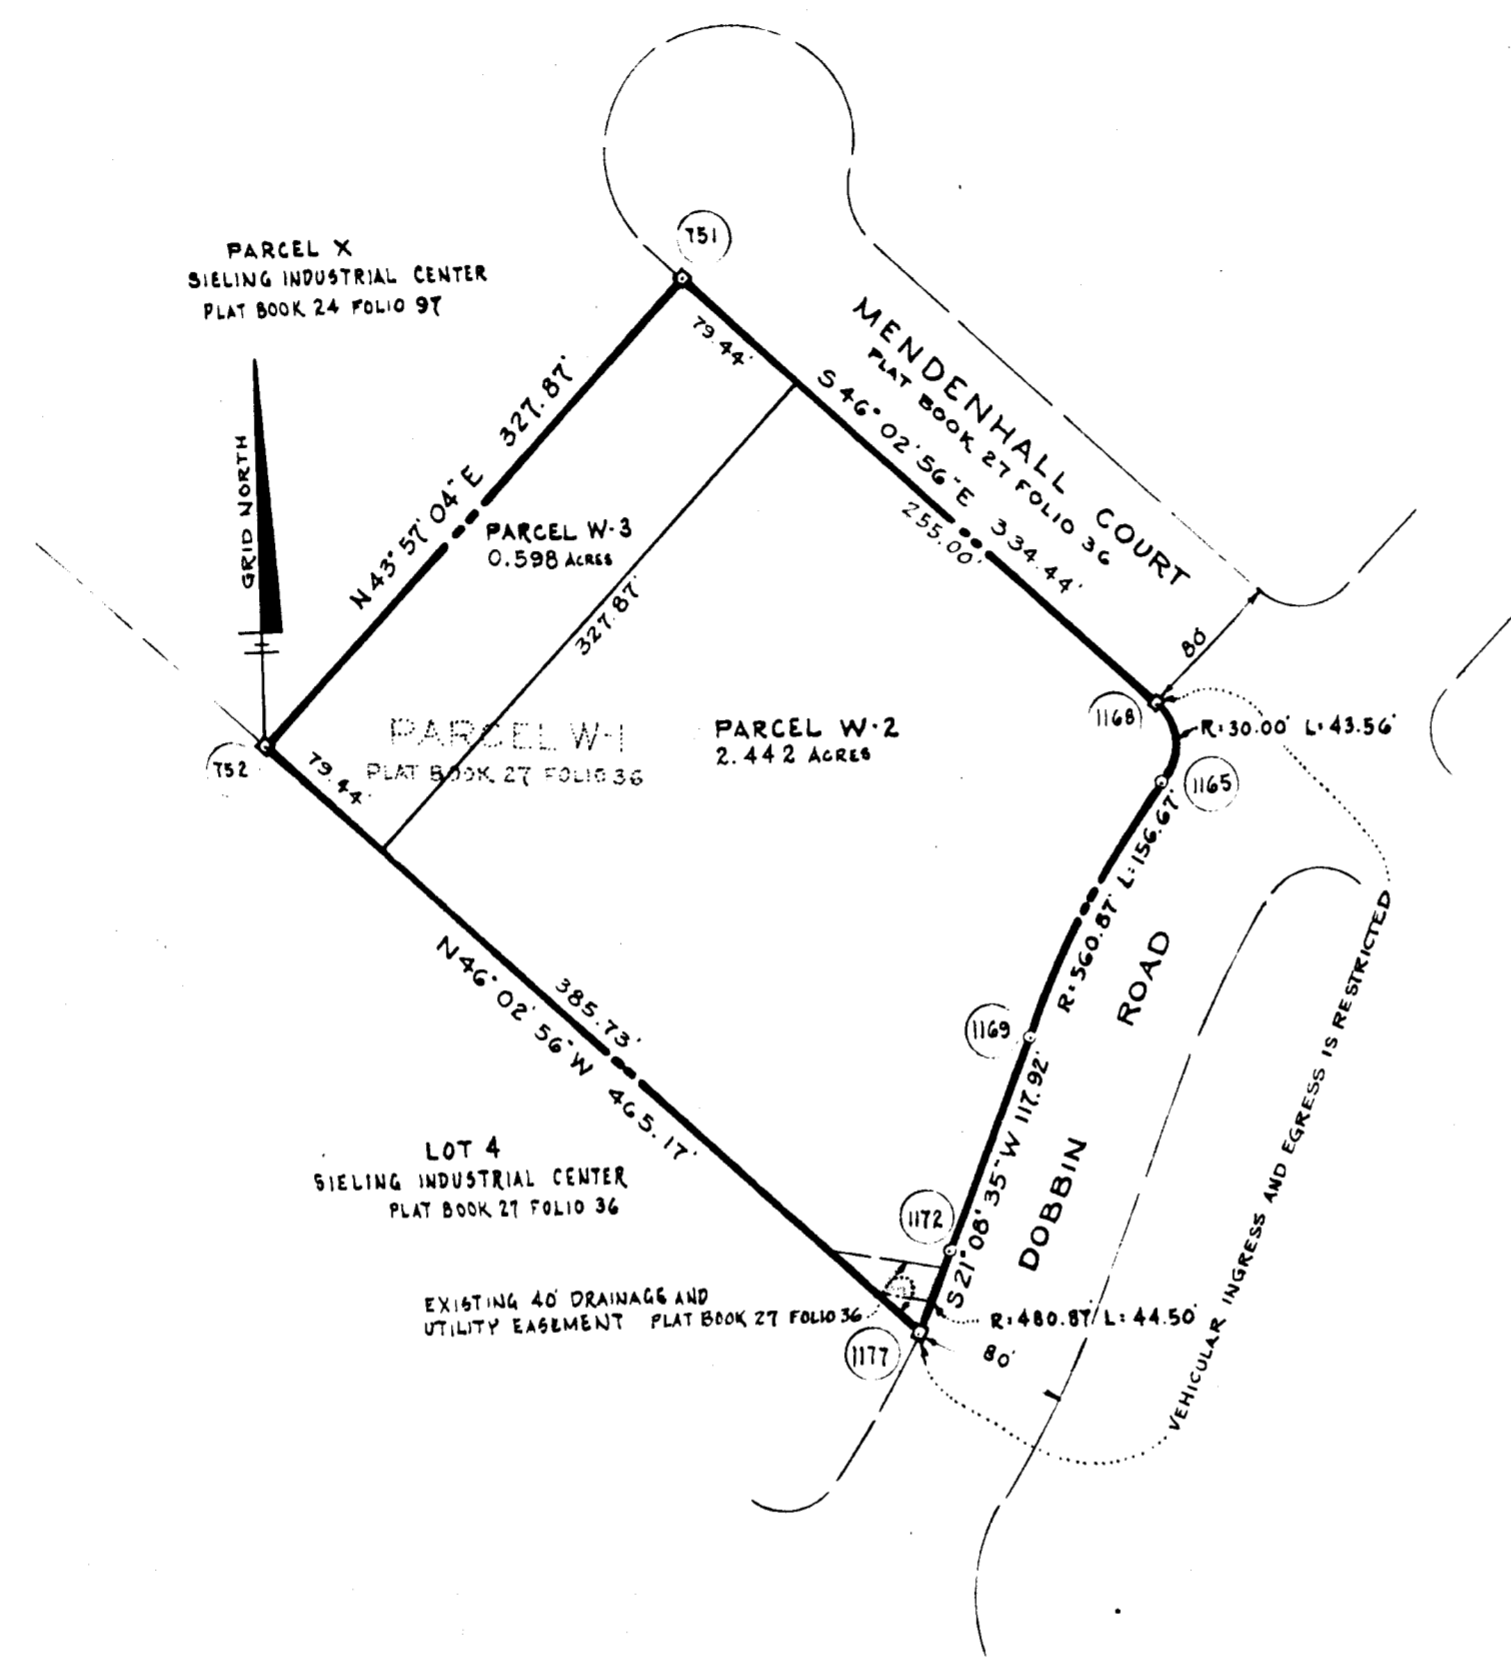 751
PARCEL X
SIELING INDUSTRIAL CENTER
PLAT BOOK 24 FOLIO 97
GRID NORTH
N43° 57' 04" E 327.87'
79.44'
MENDENHALL COURT
PLAT BOOK 27 FOLIO 36
S46° 02' 56" E 334.44'
255.00'
PARCEL W-3
0.598 ACRES
327.87'
80'
1168
R=30.00' L=43.56'
PARCEL W-1
PLAT BOOK 27 FOLIO 36
PARCEL W-2
2.442 ACRES
752
79.44'
1165
R=560.87' L=156.67'
385.73'
N46° 02' 56" W 465.17'
1169
DOBBIN ROAD
S21° 08' 35" W 117.92'
VEHICULAR INGRESS AND EGRESS IS RESTRICTED
LOT 4
SIELING INDUSTRIAL CENTER
PLAT BOOK 27 FOLIO 36
1172
EXISTING 40' DRAINAGE AND
UTILITY EASEMENT PLAT BOOK 27 FOLIO 36
R=480.87' L=44.50'
80'
1177